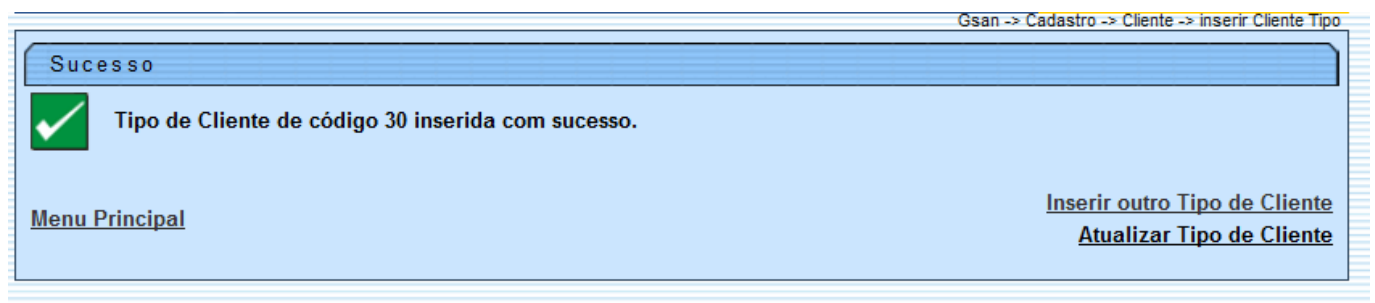 Gsan -> Cadastro -> Cliente -> inserir Cliente Tipo
Sucesso
Tipo de Cliente de código 30 inserida com sucesso.
Inserir outro Tipo de Cliente
Menu Principal
Atualizar Tipo de Cliente